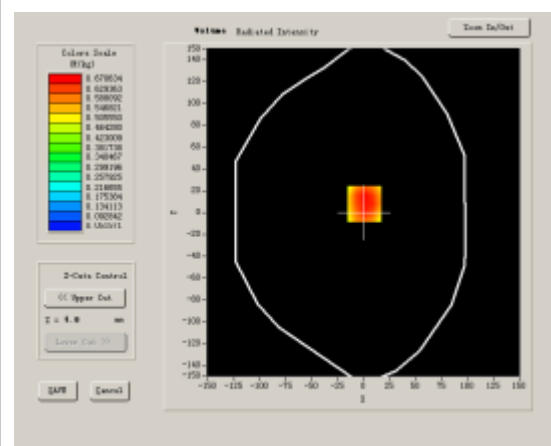 Volume Radiated Intensity
Zoom In/Out
Colors Scale
(W/kg)
0.670634
0.629363
0.588092
0.546821
0.505550
0.464280
0.423009
0.381738
0.340467
0.299196
0.257925
0.216655
0.175384
0.134113
0.092842
Z-Cuts Control
<< Upper Cut
Z = 4.0 mm
Lower Cut >>
SAVE Cancel
150
140
120
100
80
60
40
20
0
-20
-40
-60
-80
-100
-120
-140
-150
-150 -125 -100 -75 -50 -25 0 25 50 75 100 125 150
X